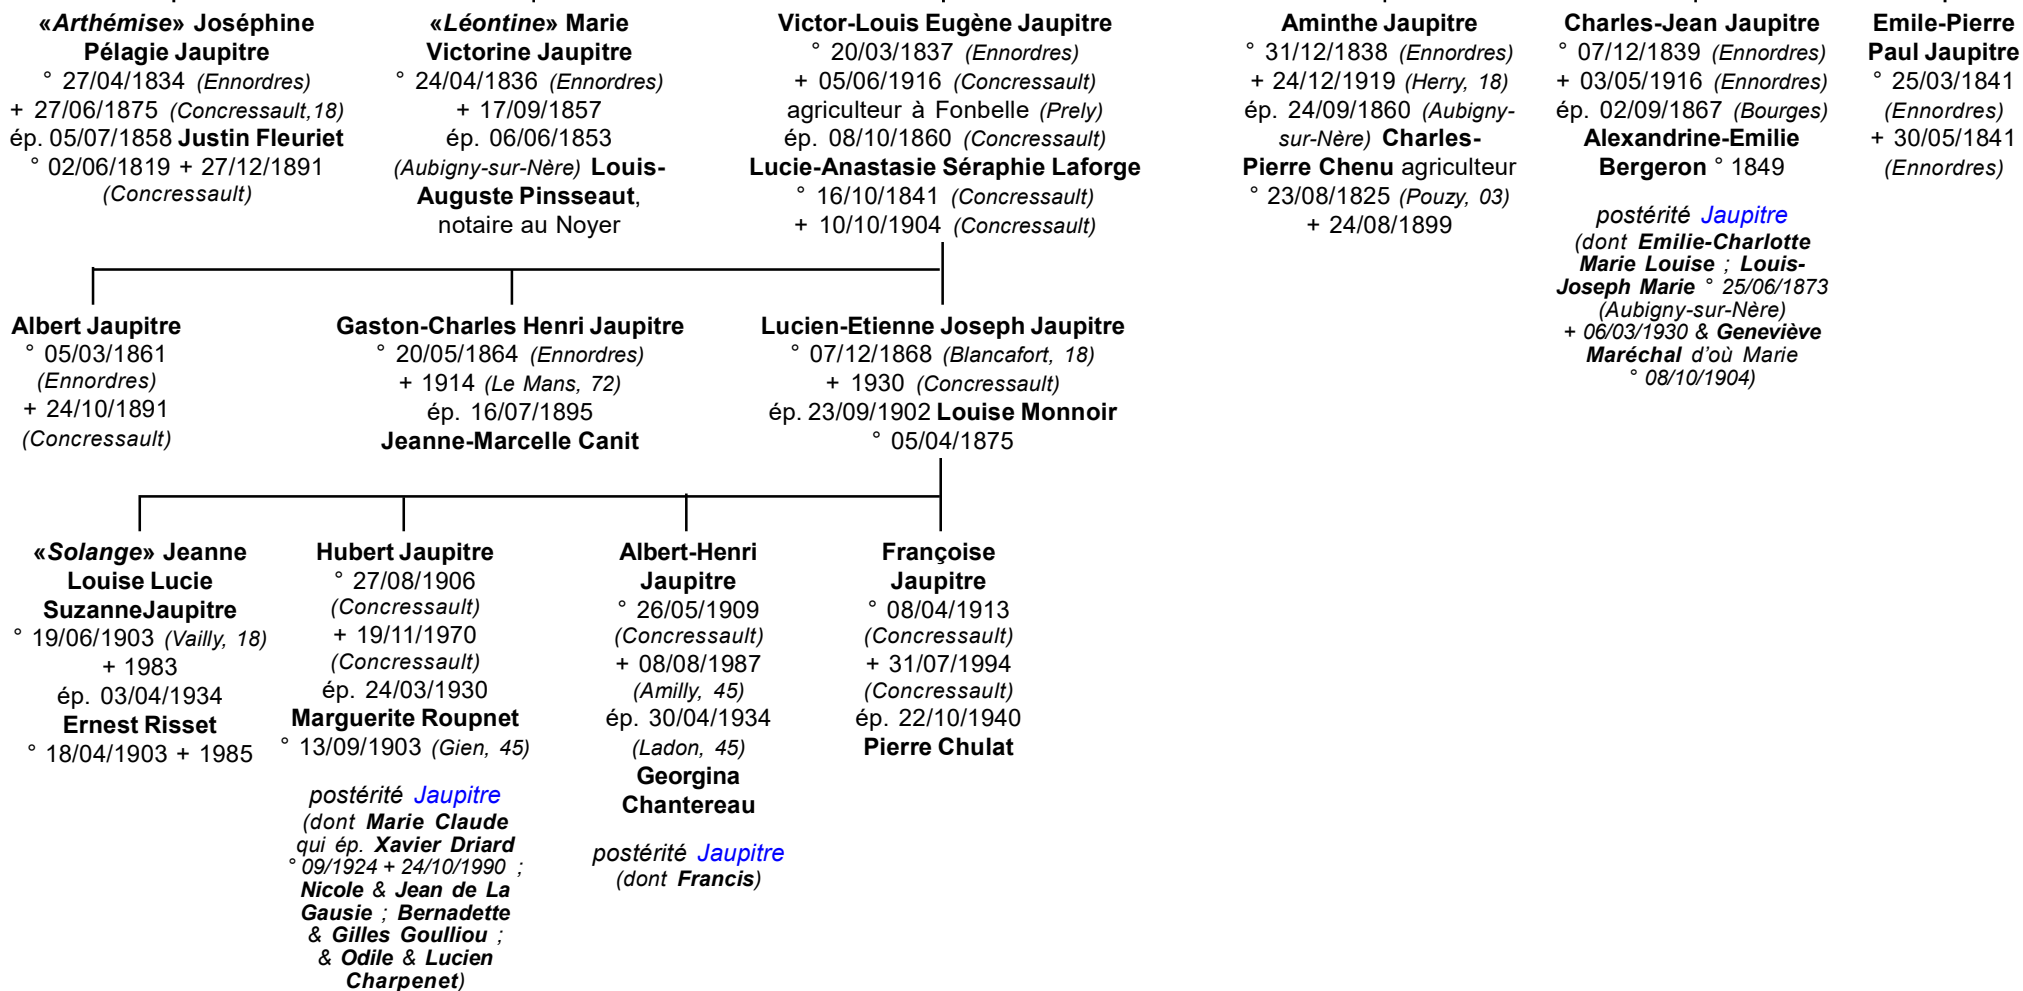 «Arthémise» Joséphine
Pélagie Jaupitre
° 27/04/1834 (Ennordres)
+ 27/06/1875 (Concressault,18)
ép. 05/07/1858 Justin Fleuriet
° 02/06/1819 + 27/12/1891
(Concressault)
«Léontine» Marie
Victorine Jaupitre
° 24/04/1836 (Ennordres)
+ 17/09/1857
ép. 06/06/1853
(Aubigny-sur-Nère) Louis-
Auguste Pinsseaut,
notaire au Noyer
Victor-Louis Eugène Jaupitre
° 20/03/1837 (Ennordres)
+ 05/06/1916 (Concressault)
agriculteur à Fonbelle (Prely)
ép. 08/10/1860 (Concressault)
Lucie-Anastasie Séraphie Laforge
° 16/10/1841 (Concressault)
+ 10/10/1904 (Concressault)
Aminthe Jaupitre
° 31/12/1838 (Ennordres)
+ 24/12/1919 (Herry, 18)
ép. 24/09/1860 (Aubigny-
sur-Nère) Charles-
Pierre Chenu agriculteur
° 23/08/1825 (Pouzy, 03)
+ 24/08/1899
Charles-Jean Jaupitre
° 07/12/1839 (Ennordres)
+ 03/05/1916 (Ennordres)
ép. 02/09/1867 (Bourges)
Alexandrine-Emilie
Bergeron ° 1849
postérité Jaupitre
(dont Emilie-Charlotte
Marie Louise ; Louis-
Joseph Marie ° 25/06/1873
(Aubigny-sur-Nère)
+ 06/03/1930 & Geneviève
Maréchal d'où Marie
° 08/10/1904)
Emile-Pierre
Paul Jaupitre
° 25/03/1841
(Ennordres)
+ 30/05/1841
(Ennordres)
Albert Jaupitre
° 05/03/1861
(Ennordres)
+ 24/10/1891
(Concressault)
Gaston-Charles Henri Jaupitre
° 20/05/1864 (Ennordres)
+ 1914 (Le Mans, 72)
ép. 16/07/1895
Jeanne-Marcelle Canit
Lucien-Etienne Joseph Jaupitre
° 07/12/1868 (Blancafort, 18)
+ 1930 (Concressault)
ép. 23/09/1902 Louise Monnoir
° 05/04/1875
«Solange» Jeanne
Louise Lucie
SuzanneJaupitre
° 19/06/1903 (Vailly, 18)
+ 1983
ép. 03/04/1934
Ernest Risset
° 18/04/1903 + 1985
Hubert Jaupitre
° 27/08/1906
(Concressault)
+ 19/11/1970
(Concressault)
ép. 24/03/1930
Marguerite Roupnet
° 13/09/1903 (Gien, 45)
postérité Jaupitre
(dont Marie Claude
qui ép. Xavier Driard
° 09/1924 + 24/10/1990 ;
Nicole & Jean de La
Gausie ; Bernadette
& Gilles Goulliou ;
& Odile & Lucien
Charpenet)
Albert-Henri
Jaupitre
° 26/05/1909
(Concressault)
+ 08/08/1987
(Amilly, 45)
ép. 30/04/1934
(Ladon, 45)
Georgina
Chantereau
postérité Jaupitre
(dont Francis)
Françoise
Jaupitre
° 08/04/1913
(Concressault)
+ 31/07/1994
(Concressault)
ép. 22/10/1940
Pierre Chulat